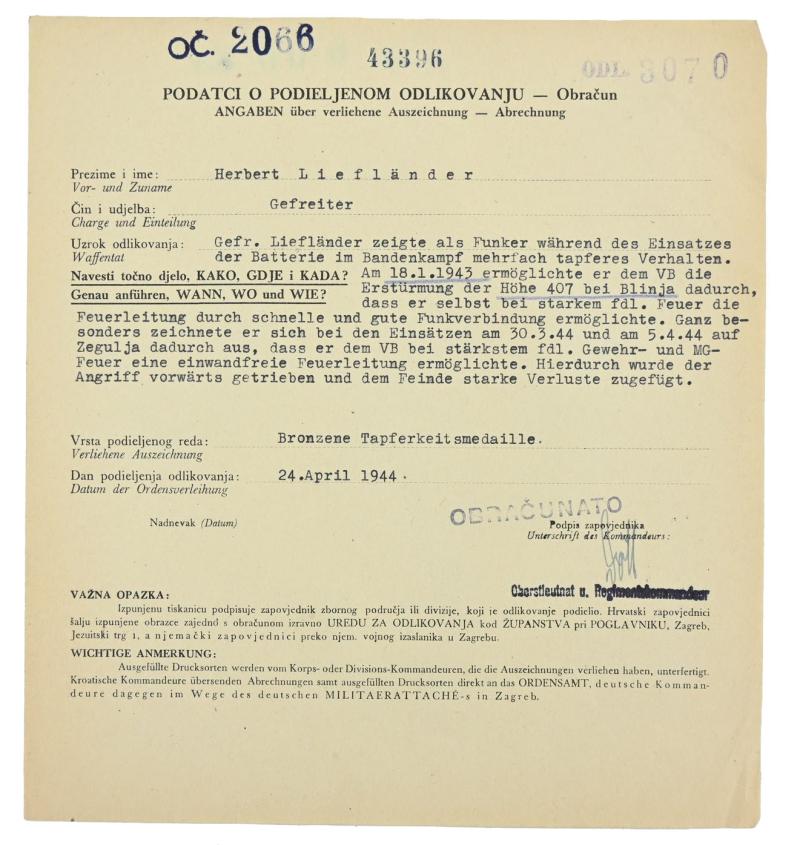 OČ. 2066
43396
ODL. 3070
PODATCI O PODIELJENOM ODLIKOVANJU — Obračun
ANGABEN über verliehene Auszeichnung — Abrechnung
Prezime i ime: Herbert Liefländer
Vor- und Zuname
Čin i udjelba: Gefreiter
Charge und Einteilung
Uzrok odlikovanja: Gefr. Liefländer zeigte als Funker während des Einsatzes
Waffentat der Batterie im Bandenkampf mehrfach tapferes Verhalten.
Navesti točno djelo, KAKO, GDJE i KADA? Am 18.1.1943 ermöglichte er dem VB die
Genau anführen, WANN, WO und WIE? Erstürmung der Höhe 407 bei Blinja dadurch,
dass er selbst bei starkem fdl. Feuer die
Feuerleitung durch schnelle und gute Funkverbindung ermöglichte. Ganz be-
sonders zeichnete er sich bei den Einsätzen am 30.3.44 und am 5.4.44 auf
Zegulja dadurch aus, dass er dem VB bei stärkstem fdl. Gewehr- und MG-
Feuer eine einwandfreie Feuerleitung ermöglichte. Hierdurch wurde der
Angriff vorwärts getrieben und dem Feinde starke Verluste zugefügt.
Vrsta podieljenog reda: Bronzene Tapferkeitsmedaille.
Verliehene Auszeichnung
Dan podieljenja odlikovanja: 24.April 1944.
Datum der Ordensverleihung
OBRAČUNATO
Nadnevak (Datum) Podpis zapovjednika
Unterschrift des Kommandeurs:
Oberstleutnat u. Regimentskommandeur
VAŽNA OPAZKA:
Izpunjenu tiskanicu podpisuje zapovjednik zbornog područja ili divizije, koji je odlikovanje podielio. Hrvatski zapovjednici
šalju izpunjene obrazce zajedno s obračunom izravno UREDU ZA ODLIKOVANJA kod ŽUPANSTVA pri POGLAVNIKU, Zagreb,
Jezuitski trg 1, a njemački zapovjednici preko njem. vojnog izaslanika u Zagrebu.
WICHTIGE ANMERKUNG:
Ausgefüllte Drucksorten werden vom Korps- oder Divisions-Kommandeuren, die die Auszeichnungen verliehen haben, unterfertigt.
Kroatische Kommandeure übersenden Abrechnungen samt ausgefüllten Drucksorten direkt an das ORDENSAMT, deutsche Komman-
deure dagegen im Wege des deutschen MILITAERATTACHÉ-s in Zagreb.